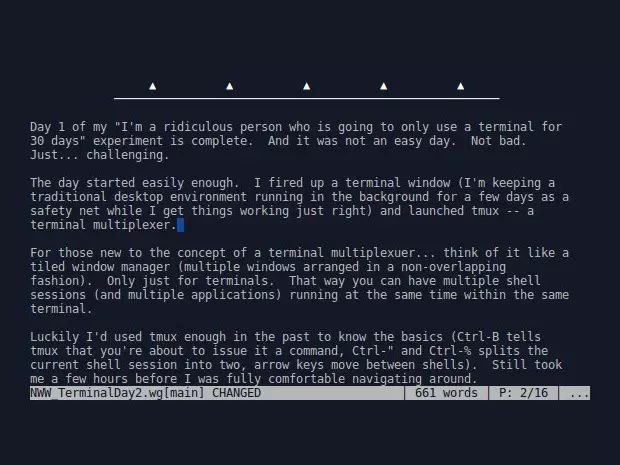 Day 1 of my "I'm a ridiculous person who is going to only use a terminal for
30 days" experiment is complete.  And it was not an easy day.  Not bad.
Just... challenging.
The day started easily enough.  I fired up a terminal window (I'm keeping a
traditional desktop environment running in the background for a few days as a
safety net while I get things working just right) and launched tmux -- a
terminal multiplexer.
For those new to the concept of a terminal multiplexuer... think of it like a
tiled window manager (multiple windows arranged in a non-overlapping
fashion).  Only just for terminals.  That way you can have multiple shell
sessions (and multiple applications) running at the same time within the same
terminal.
Luckily I'd used tmux enough in the past to know the basics (Ctrl-B tells
tmux that you're about to issue it a command, Ctrl-" and Ctrl-% splits the
current shell session into two, arrow keys move between shells).  Still took
me a few hours before I was fully comfortable navigating around.
NWW_TerminalDay2.wg[main] CHANGED | 661 words | P: 2/16 | ...